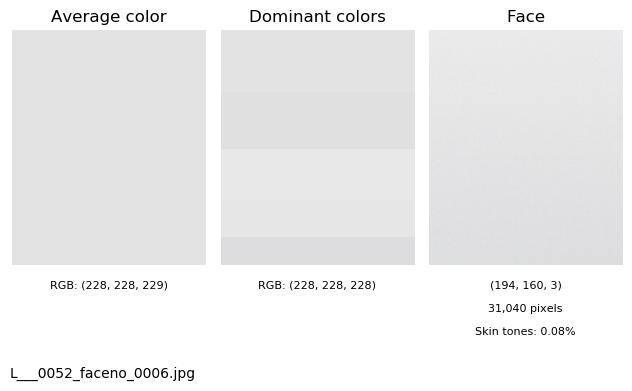 Average color
Dominant colors
Face
RGB: (228, 228, 229)
RGB: (228, 228, 228)
(194, 160, 3)
31,040 pixels
Skin tones: 0.08%
L___0052_faceno_0006.jpg